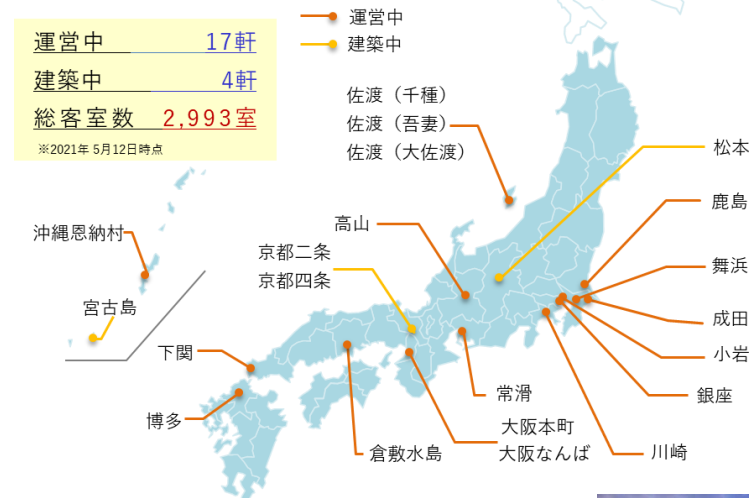 運営中 17軒
建築中 4軒
総客室数 2,993室
※2021年 5月12日時点
運営中
建築中
佐渡（千種）
佐渡（吾妻）
佐渡（大佐渡）
松本
鹿島
高山
沖縄恩納村
京都二条
京都四条
舞浜
宮古島
成田
下関
小岩
常滑
銀座
博多
大阪本町
大阪なんば
倉敷水島
川崎